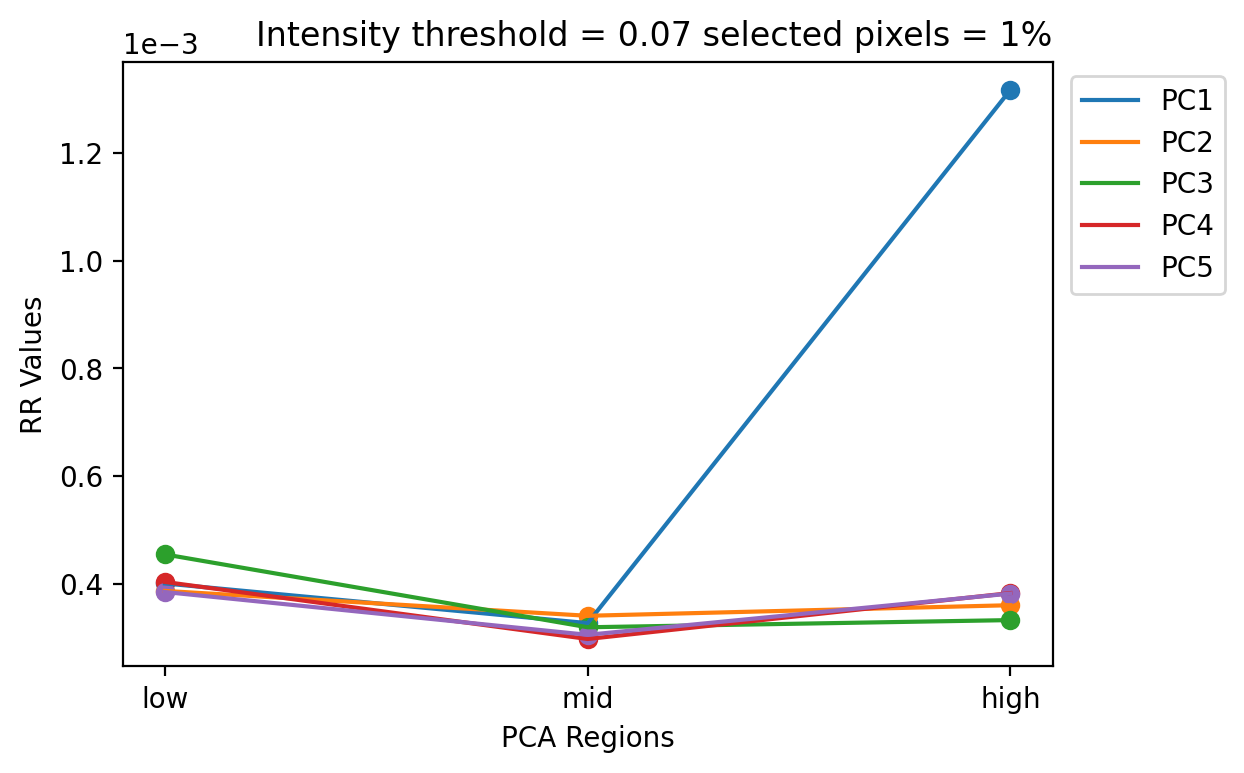 Intensity threshold = 0.07 selected pixels = 1%
1e−3
1.2
1.0
0.8
0.6
0.4
RR Values
low mid high
PCA Regions
PC1
PC2
PC3
PC4
PC5